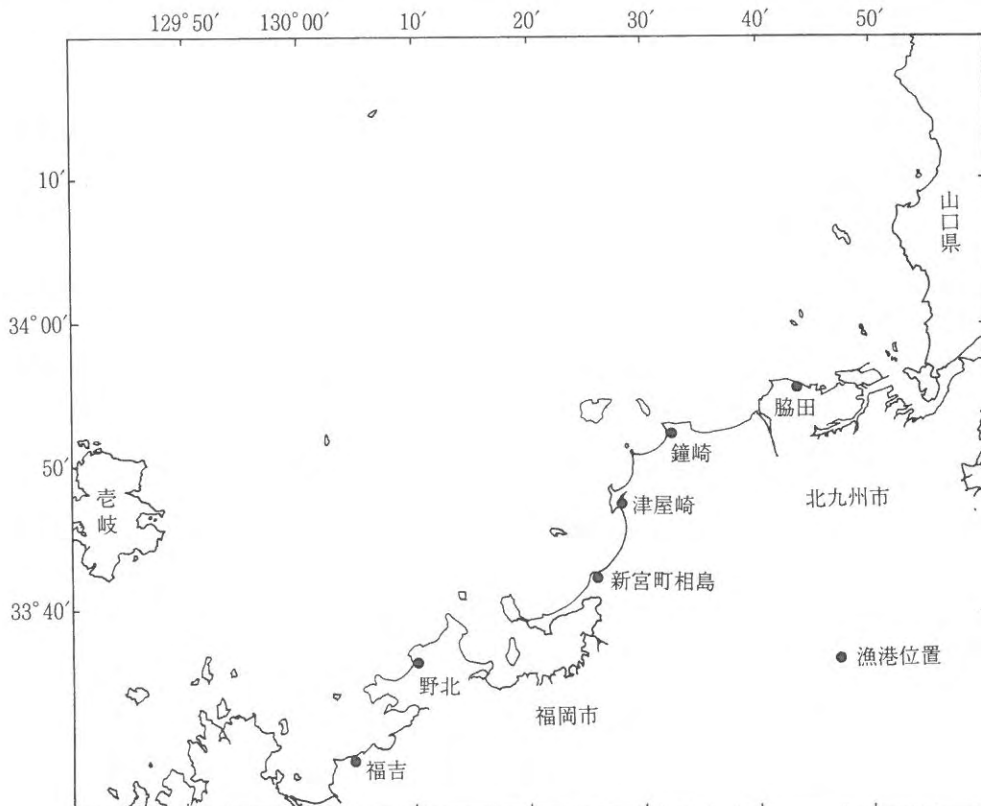 129°50′
130°00′
10′
20′
30′
40′
50′
10′
山口県
34°00′
脇田
鐘崎
50′
壱岐
北九州市
津屋崎
新宮町相島
33°40′
漁港位置
野北
福岡市
福吉